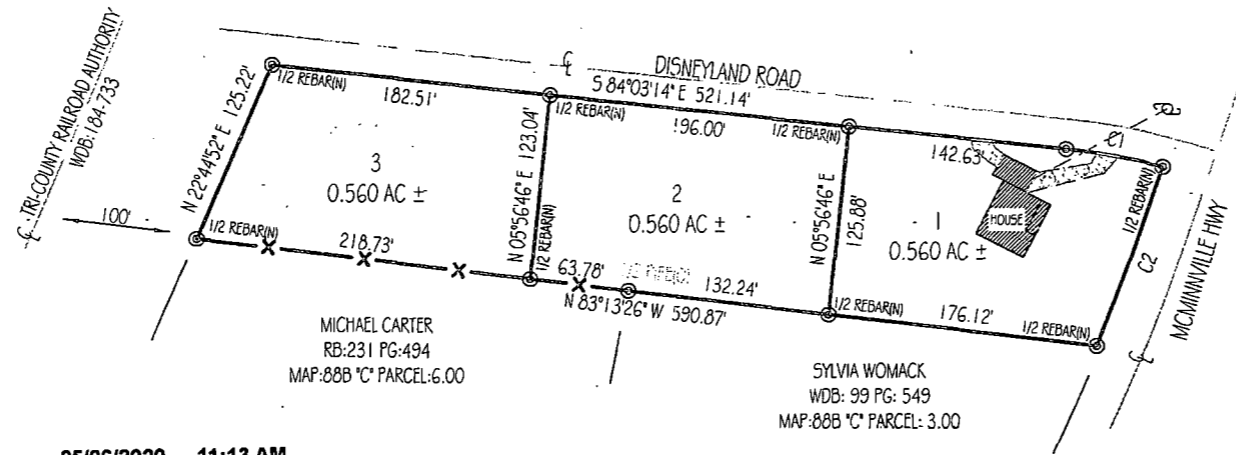 TRI-COUNTY RAILROAD AUTHORITY
WDB: 184-733
100'
N 22°44'52" E 125.22'
1/2 REBAR(N)
182.51'
DISNEYLAND ROAD
S 84°03'14" E 521.14'
1/2 REBAR(N)
196.00'
1/2 REBAR(N)
142.63'
C1
1/2 REBAR(N)
3
0.560 AC ±
N 05°56'46" E 123.04'
1/2 REBAR(N)
2
0.560 AC ±
N 05°56'46" E
125.88'
1
0.560 AC ±
HOUSE
C2
MCMINNVILLE HWY
1/2 REBAR(N)
218.73'
63.78'
132.24'
N 83°13'26" W 590.87'
1/2 REBAR(N)
176.12'
1/2 REBAR(N)
MICHAEL CARTER
RB:231 PG:494
MAP:88B "C" PARCEL:6.00
SYLVIA WOMACK
WDB: 99 PG: 549
MAP:88B "C" PARCEL: 3.00
11:13 AM